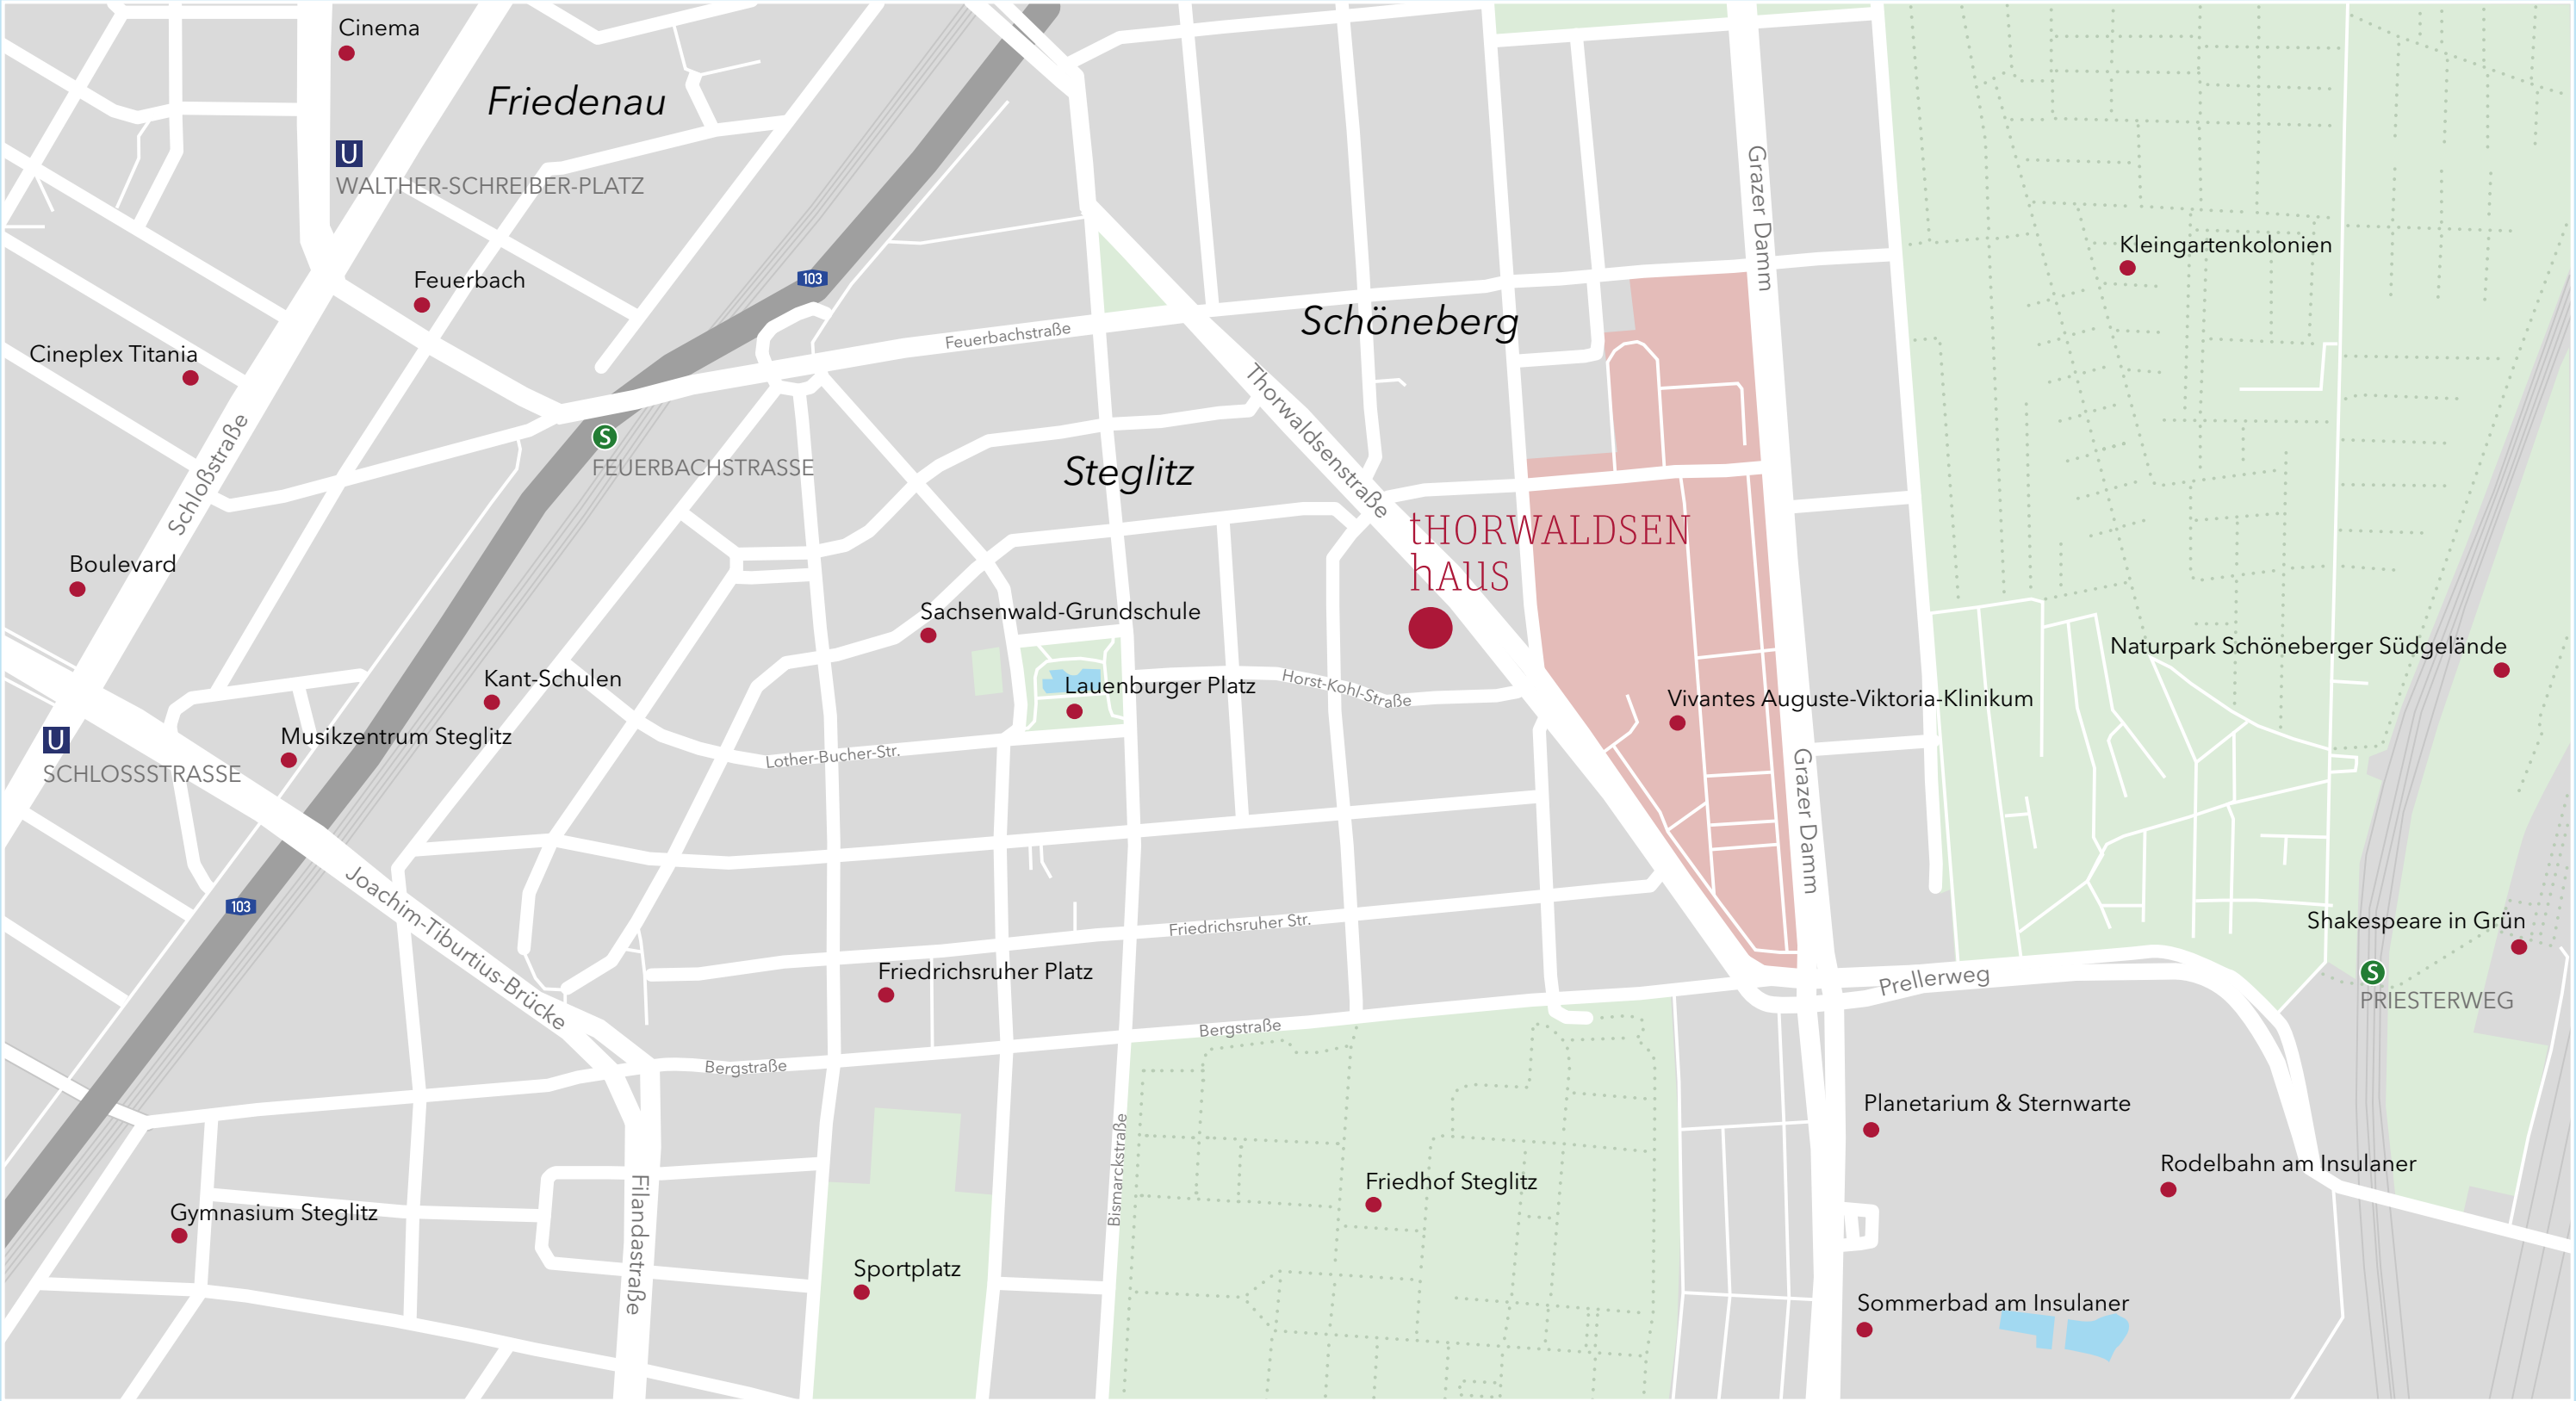 Cinema
Friedenau
U
WALTHER-SCHREIBER-PLATZ
Grazer Damm
Kleingartenkolonien
Feuerbach
103
Schöneberg
Feuerbachstraße
Cineplex Titania
Thorwaldsenstraße
Schloßstraße
S
FEUERBACHSTRASSE
Steglitz
tHORWALDSEN
hAUS
Boulevard
Sachsenwald-Grundschule
Naturpark Schöneberger Südgelände
Kant-Schulen
Lauenburger Platz
Horst-Kohl-Straße
Vivantes Auguste-Viktoria-Klinikum
U
SCHLOSSSTRASSE
Musikzentrum Steglitz
Lother-Bucher-Str.
Grazer Damm
103
Joachim-Tiburtius-Brücke
Friedrichsruher Str.
Shakespeare in Grün
Friedrichsruher Platz
Prellerweg
S
PRIESTERWEG
Bergstraße
Bergstraße
Planetarium & Sternwarte
Bismarckstraße
Rodelbahn am Insulaner
Friedhof Steglitz
Gymnasium Steglitz
Filandastraße
Sportplatz
Sommerbad am Insulaner